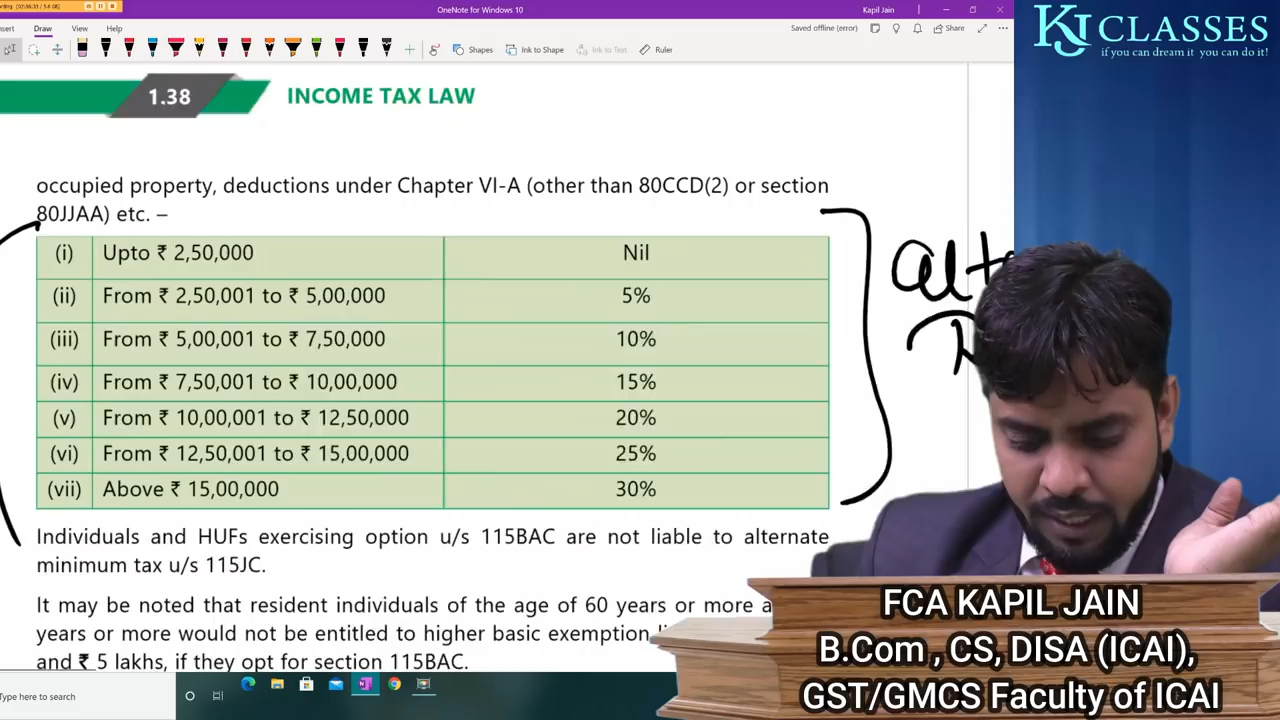 OneNote for Windows 10
Kapil Jain
Insert Draw View Help
Saved offline (error)
Share
Shapes
Ink to Shape
Ink to Text
Ruler
KJ CLASSES
if you can dream it you can do it!
1.38 INCOME TAX LAW
occupied property, deductions under Chapter VI-A (other than 80CCD(2) or section
80JJAA) etc. –
(i) Upto ₹ 2,50,000 Nil
(ii) From ₹ 2,50,001 to ₹ 5,00,000 5%
(iii) From ₹ 5,00,001 to ₹ 7,50,000 10%
(iv) From ₹ 7,50,001 to ₹ 10,00,000 15%
(v) From ₹ 10,00,001 to ₹ 12,50,000 20%
(vi) From ₹ 12,50,001 to ₹ 15,00,000 25%
(vii) Above ₹ 15,00,000 30%
Individuals and HUFs exercising option u/s 115BAC are not liable to alternate
minimum tax u/s 115JC.
It may be noted that resident individuals of the age of 60 years or more
years or more would not be entitled to higher basic exemption
and ₹ 5 lakhs, if they opt for section 115BAC.
Type here to search
FCA KAPIL JAIN
B.Com , CS, DISA (ICAI),
GST/GMCS Faculty of ICAI